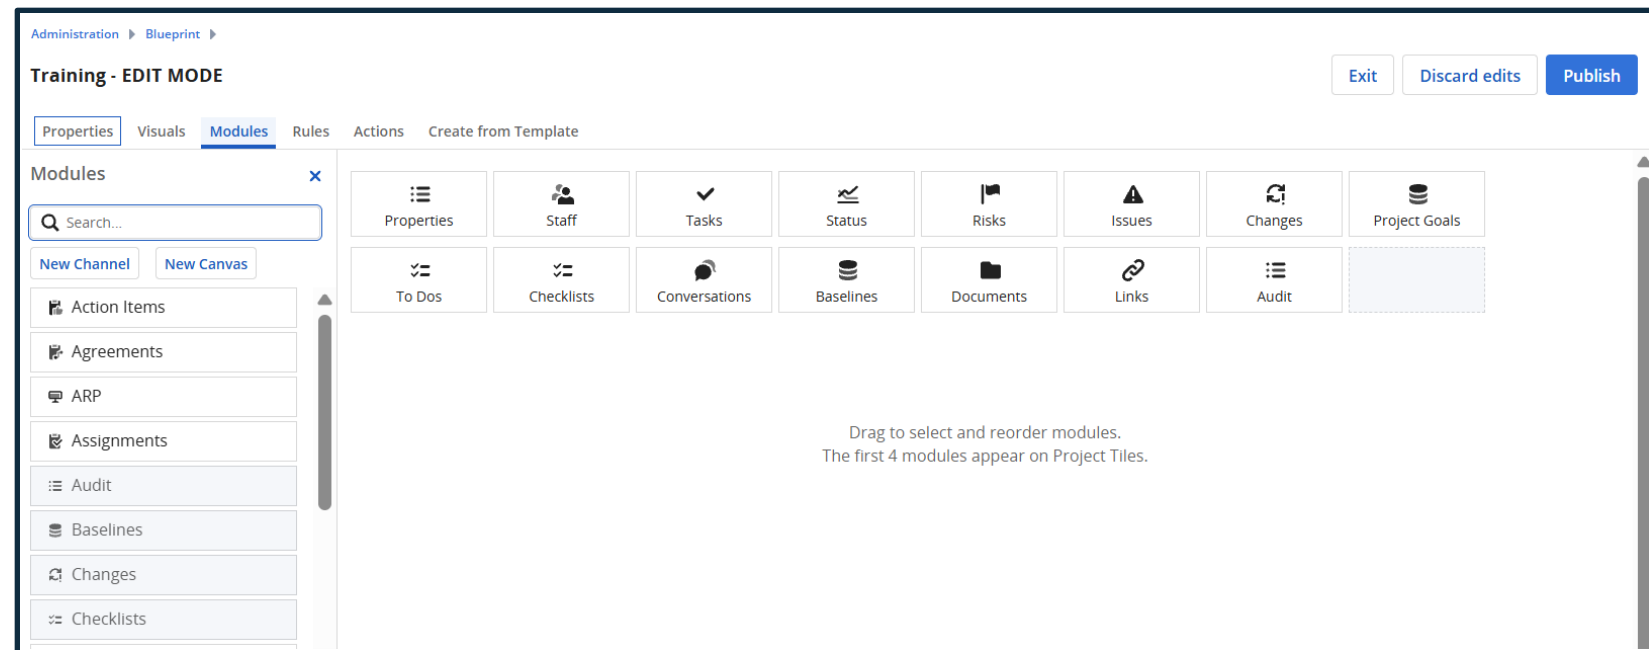 Administration Blueprint
Training - EDIT MODE
Exit Discard edits Publish
Properties Visuals Modules Rules Actions Create from Template
Modules
Search...
New Channel New Canvas
Action Items
Agreements
ARP
Assignments
Audit
Baselines
Changes
Checklists
Properties Staff Tasks Status Risks Issues Changes Project Goals
To Dos Checklists Conversations Baselines Documents Links Audit
Drag to select and reorder modules.
The first 4 modules appear on Project Tiles.